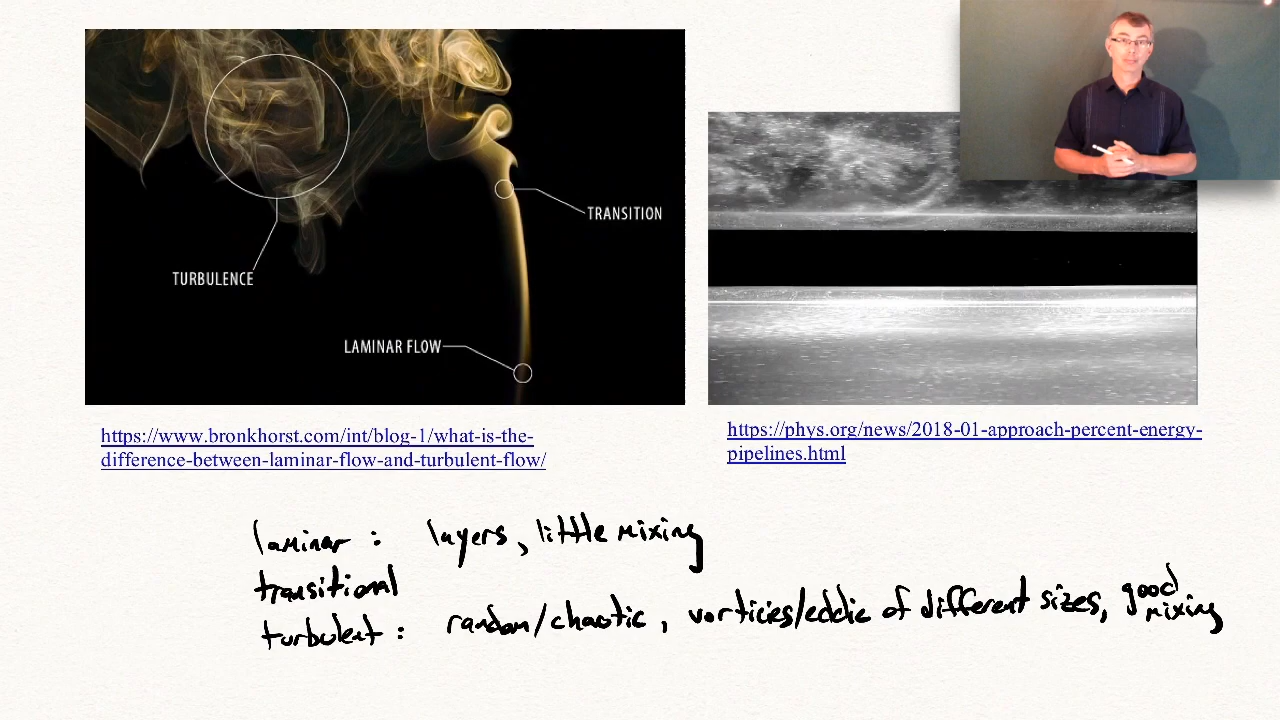 TRANSITION
TURBULENCE
LAMINAR FLOW
https://www.bronkhorst.com/int/blog-1/what-is-the-
difference-between-laminar-flow-and-turbulent-flow/
https://phys.org/news/2018-01-approach-percent-energy-
pipelines.html
laminar : layers, little mixing
transitional
turbulent : random/chaotic, vorticies/eddie of different sizes, good
mixing